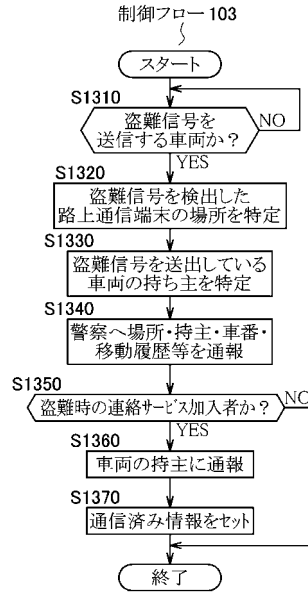 制御フロー 103
スタート
S1310
盗難信号を
送信する車両か？
NO
YES
S1320
盗難信号を検出した
路上通信端末の場所を特定
S1330
盗難信号を送出している
車両の持ち主を特定
S1340
警察へ場所・持主・車番・
移動履歴等を通報
S1350
盗難時の連絡サービス加入者か？
NO
YES
S1360
車両の持主に通報
S1370
通信済み情報をセット
終了